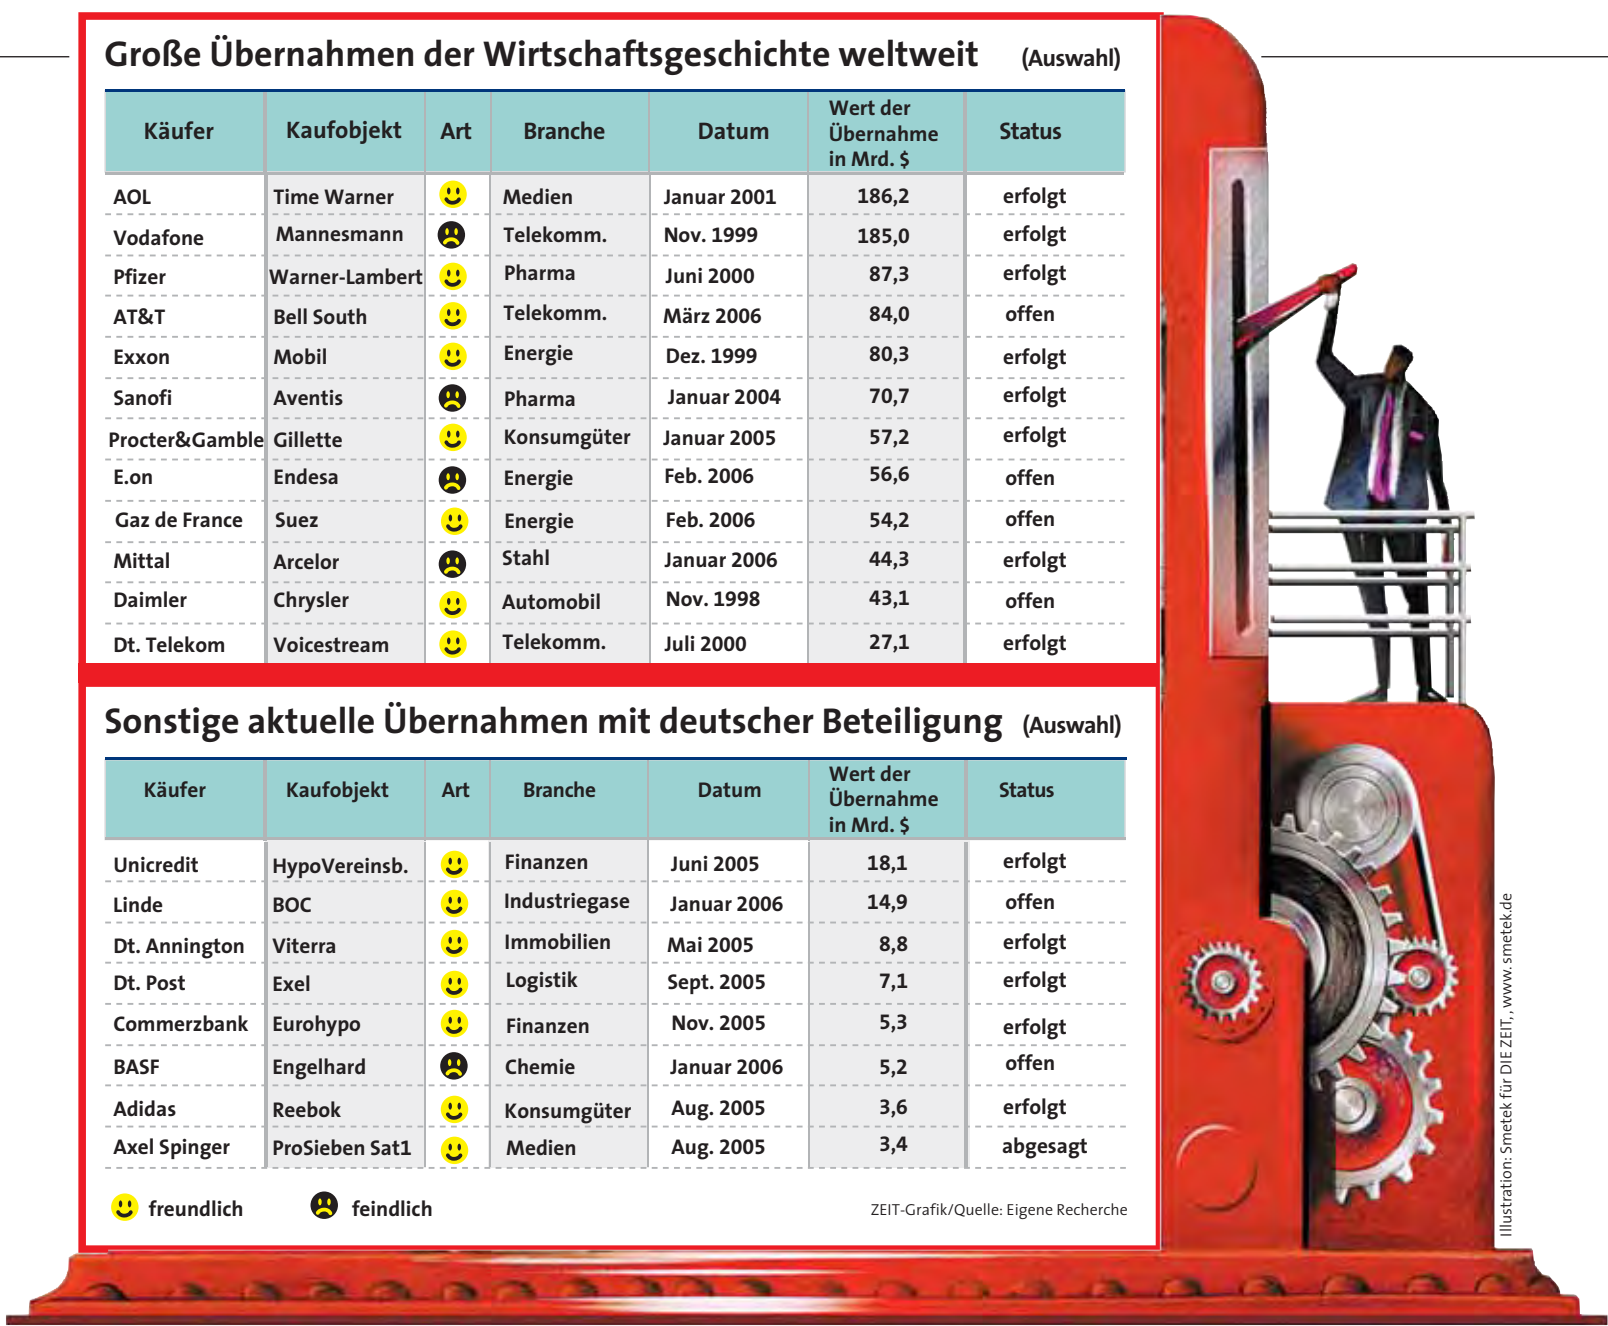 Große Übernahmen der Wirtschaftsgeschichte weltweit (Auswahl)
Käufer Kaufobjekt Art Branche Datum Wert der Übernahme in Mrd. $ Status
AOL Time Warner Medien Januar 2001 186,2 erfolgt
Vodafone Mannesmann Telekomm. Nov. 1999 185,0 erfolgt
Pfizer Warner-Lambert Pharma Juni 2000 87,3 erfolgt
AT&T Bell South Telekomm. März 2006 84,0 offen
Exxon Mobil Energie Dez. 1999 80,3 erfolgt
Sanofi Aventis Pharma Januar 2004 70,7 erfolgt
Procter&Gamble Gillette Konsumgüter Januar 2005 57,2 erfolgt
E.on Endesa Energie Feb. 2006 56,6 offen
Gaz de France Suez Energie Feb. 2006 54,2 offen
Mittal Arcelor Stahl Januar 2006 44,3 erfolgt
Daimler Chrysler Automobil Nov. 1998 43,1 offen
Dt. Telekom Voicestream Telekomm. Juli 2000 27,1 erfolgt
Sonstige aktuelle Übernahmen mit deutscher Beteiligung (Auswahl)
Käufer Kaufobjekt Art Branche Datum Wert der Übernahme in Mrd. $ Status
Unicredit HypoVereinsb. Finanzen Juni 2005 18,1 erfolgt
Linde BOC Industriegase Januar 2006 14,9 offen
Dt. Annington Viterra Immobilien Mai 2005 8,8 erfolgt
Dt. Post Exel Logistik Sept. 2005 7,1 erfolgt
Commerzbank Eurohypo Finanzen Nov. 2005 5,3 erfolgt
BASF Engelhard Chemie Januar 2006 5,2 offen
Adidas Reebok Konsumgüter Aug. 2005 3,6 erfolgt
Axel Spinger ProSieben Sat1 Medien Aug. 2005 3,4 abgesagt
freundlich feindlich ZEIT-Grafik/Quelle: Eigene Recherche
Illustration: Smetek für DIE ZEIT,, www. smetek.de